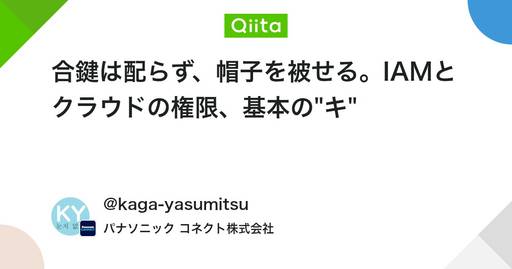 Qiita
合鍵は配らず、帽子を被せる。IAMと
クラウドの権限、基本の"キ"
KY
@kaga-yasumitsu
パナソニック コネクト株式会社